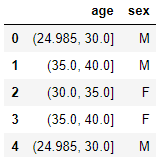 age sex
0 (24.985, 30.0] M
1 (35.0, 40.0] M
2 (30.0, 35.0] F
3 (35.0, 40.0] F
4 (24.985, 30.0] M